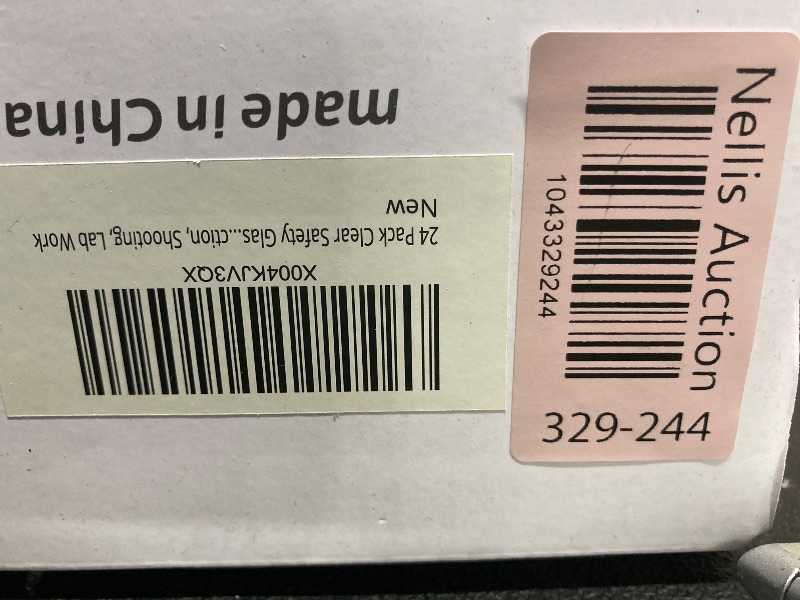 made in China
X004KJV3QX
24 Pack Clear Safety Glas...ction, Shooting, Lab Work
New
Nellis Auction
1043329244
329-244